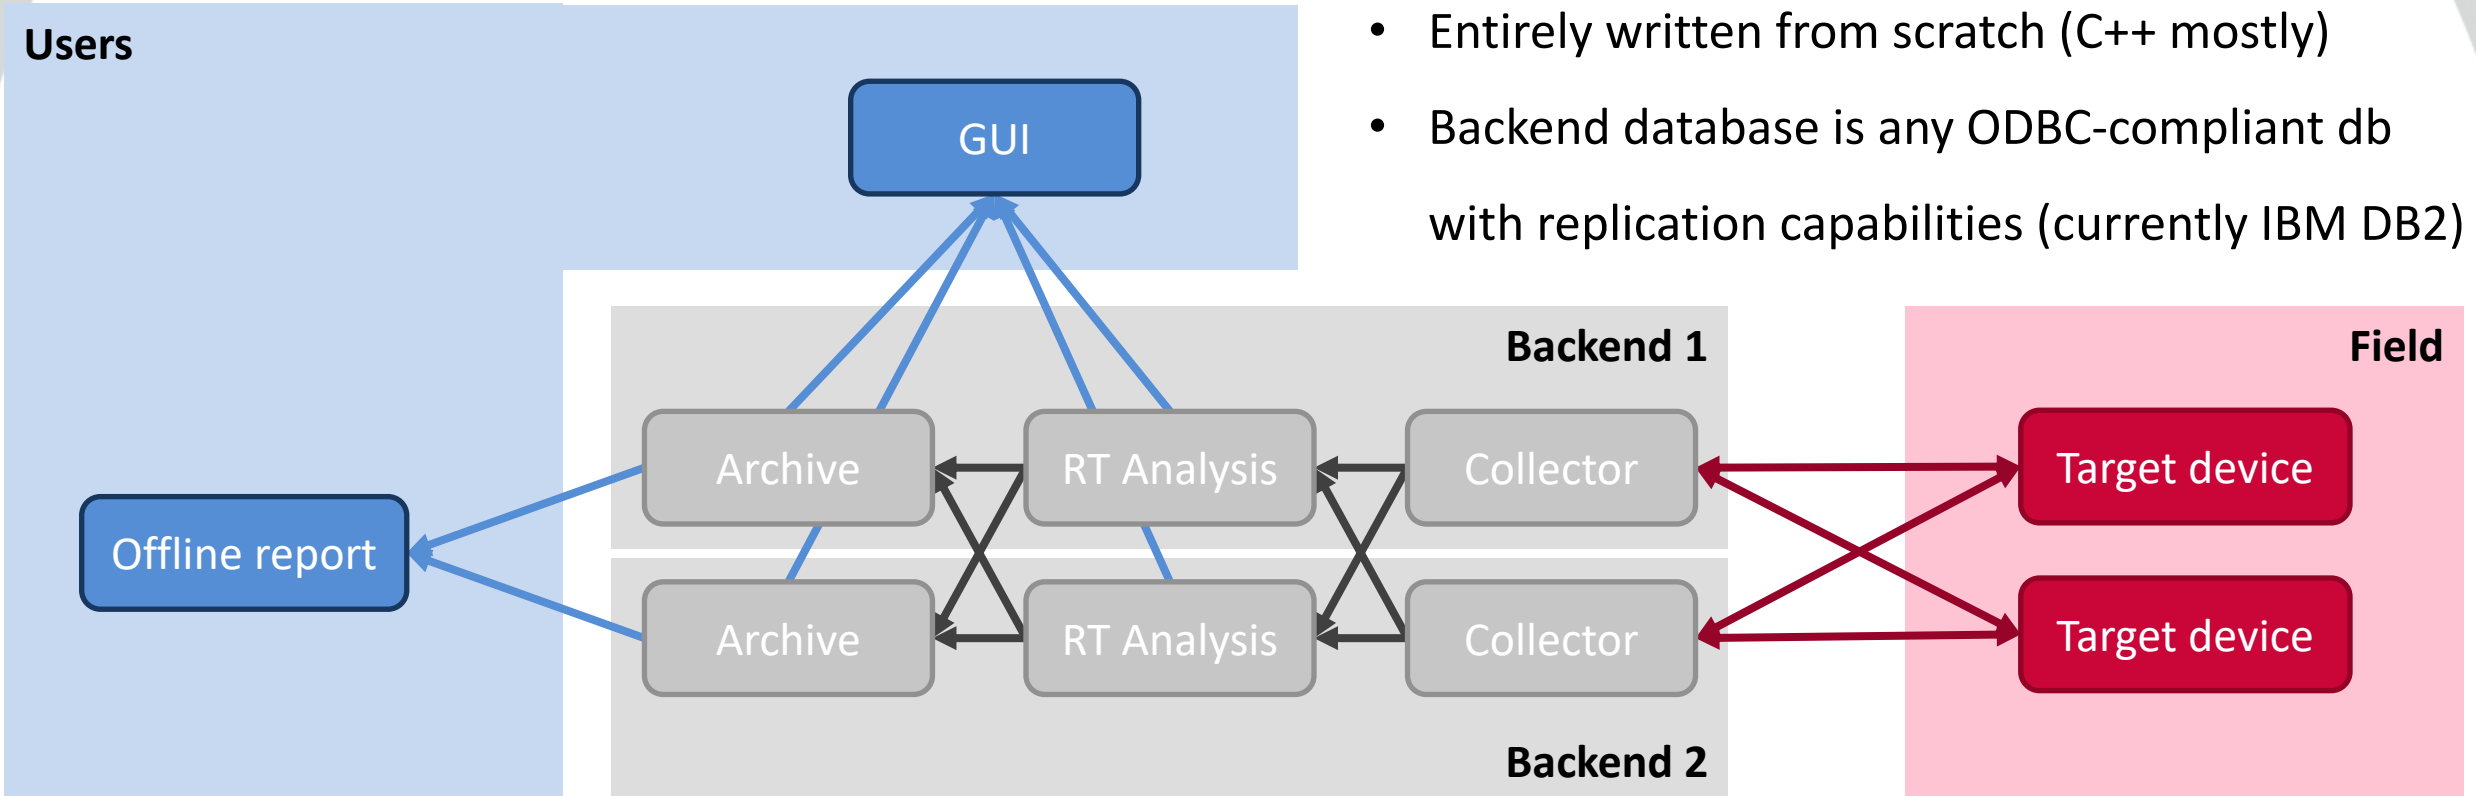 Users
GUI
• Entirely written from scratch (C++ mostly)
• Backend database is any ODBC-compliant db
with replication capabilities (currently IBM DB2)
Backend 1
Field
Archive
RT Analysis
Collector
Target device
Offline report
Archive
RT Analysis
Collector
Target device
Backend 2